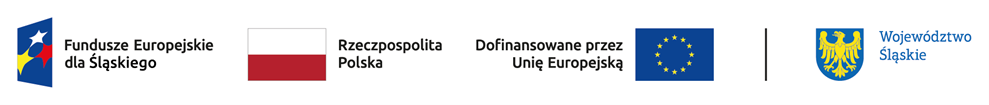 Fundusze Europejskie
dla Śląskiego
Rzeczpospolita
Polska
Dofinansowane przez
Unię Europejską
Województwo
Śląskie